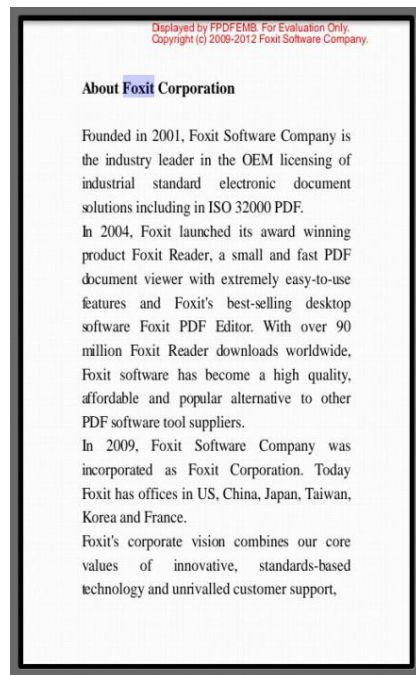 Displayed by FPDFEMB. For Evaluation Only.
Copyright (c) 2009-2012 Foxit Software Company.
About Foxit Corporation
Founded in 2001, Foxit Software Company is
the industry leader in the OEM licensing of
industrial standard electronic document
solutions including in ISO 32000 PDF.
In 2004, Foxit launched its award winning
product Foxit Reader, a small and fast PDF
document viewer with extremely easy-to-use
features and Foxit's best-selling desktop
software Foxit PDF Editor. With over 90
million Foxit Reader downloads worldwide,
Foxit software has become a high quality,
affordable and popular alternative to other
PDF software tool suppliers.
In 2009, Foxit Software Company was
incorporated as Foxit Corporation. Today
Foxit has offices in US, China, Japan, Taiwan,
Korea and France.
Foxit's corporate vision combines our core
values of innovative, standards-based
technology and unrivalled customer support,